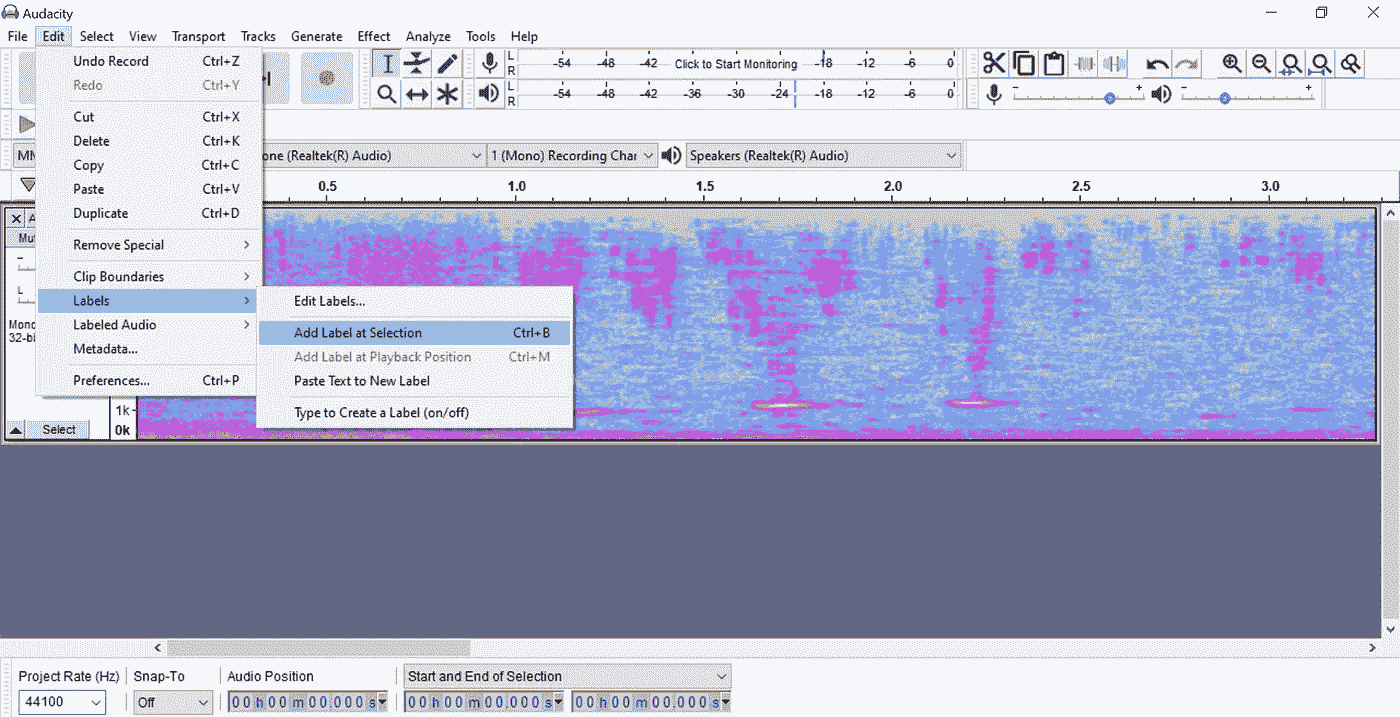 Audacity
File Edit Select View Transport Tracks Generate Effect Analyze Tools Help
Undo Record Ctrl+Z
Redo Ctrl+Y
Cut Ctrl+X
Delete Ctrl+K
Copy Ctrl+C
Paste Ctrl+V
Duplicate Ctrl+D
Remove Special
Clip Boundaries
Labels
Labeled Audio
Metadata...
Preferences... Ctrl+P
Edit Labels...
Add Label at Selection Ctrl+B
Add Label at Playback Position Ctrl+M
Paste Text to New Label
Type to Create a Label (on/off)
L
R
-54 -48 -42 Click to Start Monitoring -18 -12 -6 0
L
R
-54 -48 -42 -36 -30 -24 -18 -12 -6 0
- +
- +
MM
one (Realtek(R) Audio) 1 (Mono) Recording Char Speakers (Realtek(R) Audio)
0.5 1.0 1.5 2.0 2.5 3.0
A
Mu
-
L
Mono
32-bi
1k
0k
Select
Project Rate (Hz) Snap-To Audio Position Start and End of Selection
44100 Off 00 h 00 m 00.000 s 00 h 00 m 00.000 s 00 h 00 m 00.000 s